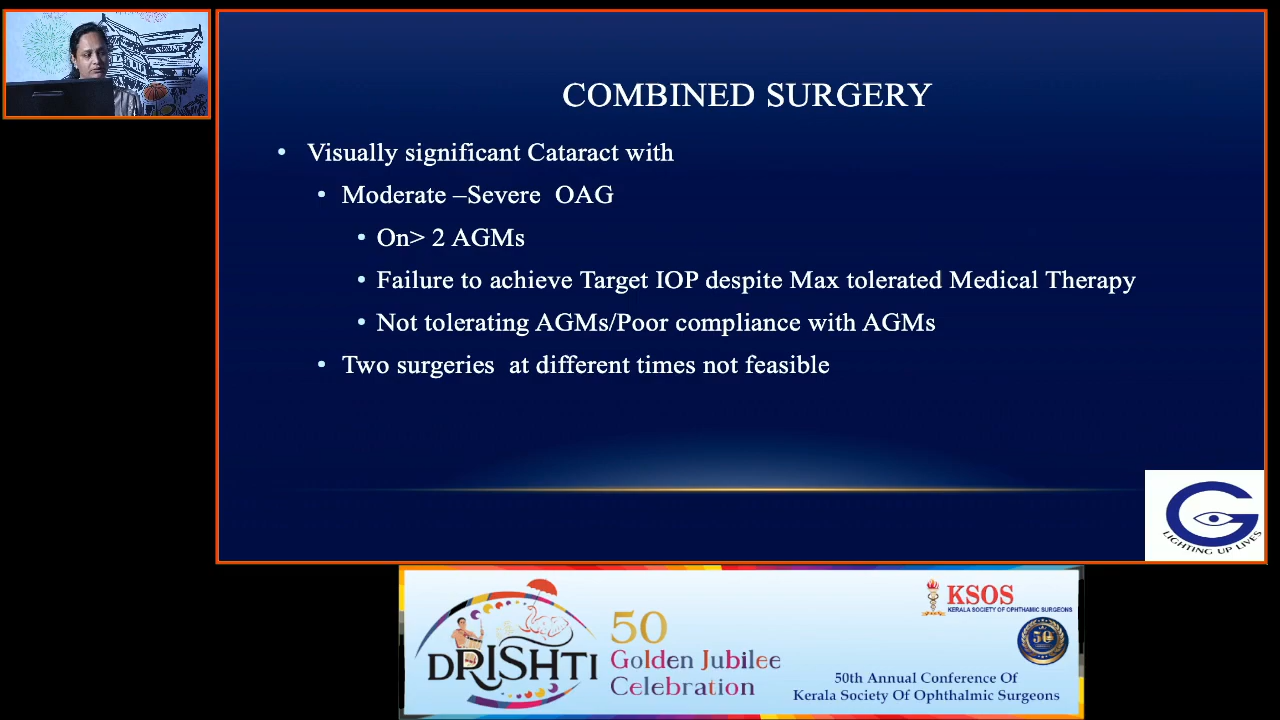 COMBINED SURGERY
• Visually significant Cataract with
• Moderate –Severe OAG
• On> 2 AGMs
• Failure to achieve Target IOP despite Max tolerated Medical Therapy
• Not tolerating AGMs/Poor compliance with AGMs
• Two surgeries at different times not feasible
G
LIGHTING UP LIVES
DRISHTI
50
Golden Jubilee
Celebration
KSOS
KERALA SOCIETY OF OPHTHAMIC SURGEONS
50
50th Annual Conference Of
Kerala Society Of Ophthalmic Surgeons